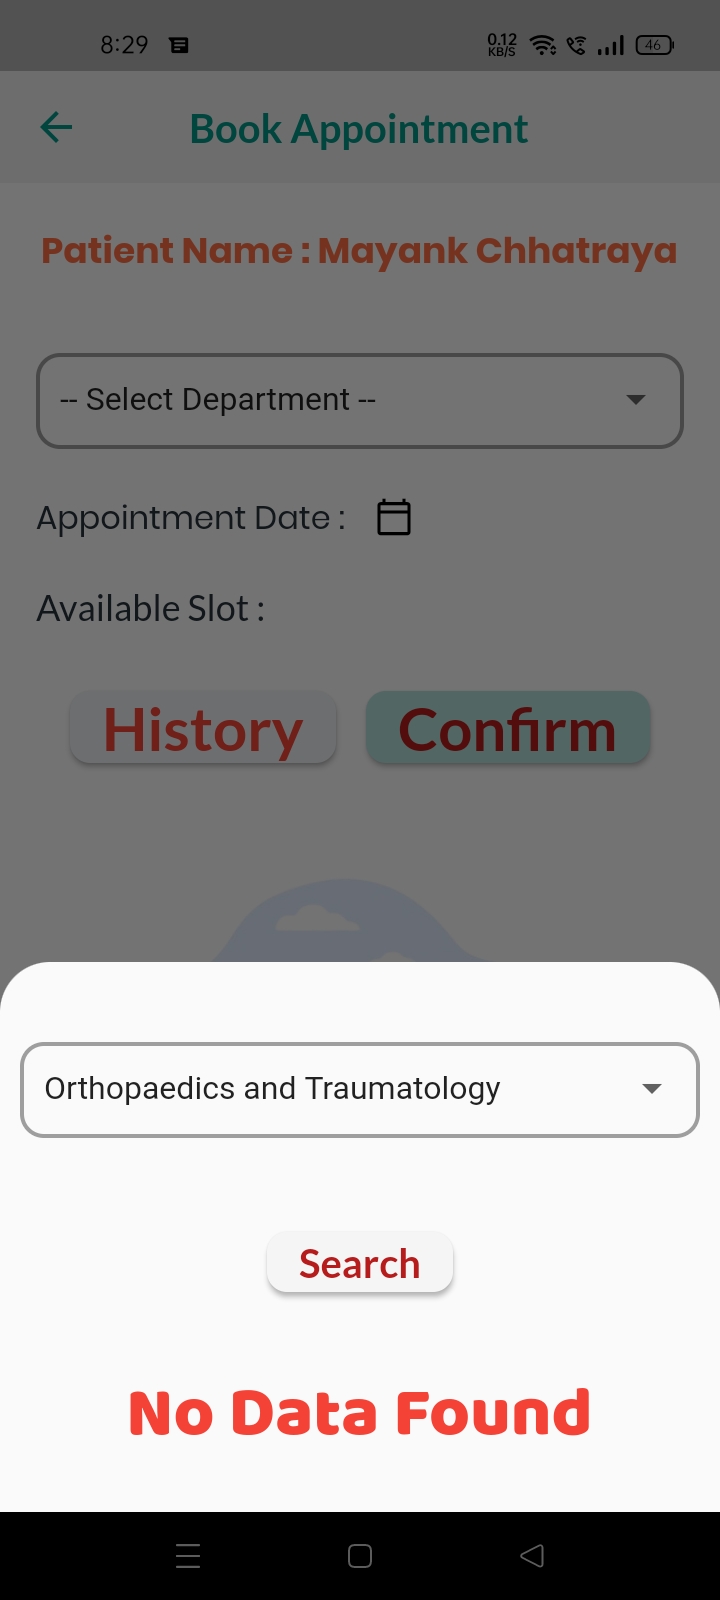 8:29
0.12 KB/S
46
Book Appointment
Patient Name : Mayank Chhatraya
-- Select Department --
Appointment Date :
Available Slot :
History Confirm
Orthopaedics and Traumatology
Search
No Data Found